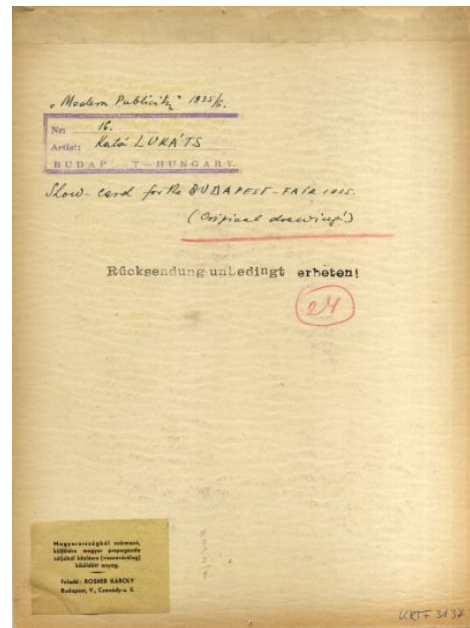 "Modern Publicity" 1935/6.
Nr: 16.
Artist: Kató LUKÁTS
BUDAP T-HUNGARY.
Show-card for the BUDAPEST-FAIR 1935.
(Original drawing!)
Rücksendung unbedingt erbeten!
24
Magyarországból származó,
külföldre magyar propaganda
céljából közlésre (visszavárólag)
kiküldött anyag.
Feladó: ROSNER KÁROLY
Budapest, V., Csanády-u. 5.
KRTF 3137